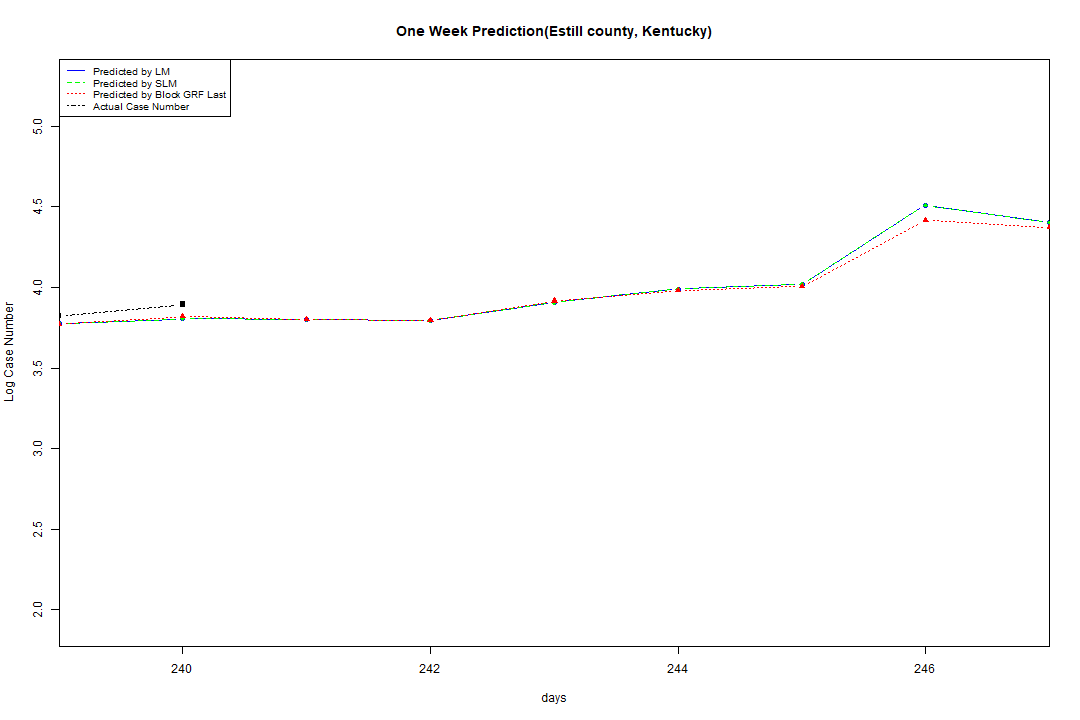 One Week Prediction(Estill county, Kentucky)
Predicted by LM
Predicted by SLM
Predicted by Block GRF Last
Actual Case Number
5.0
4.5
4.0
3.5
3.0
2.5
2.0
Log Case Number
240 242 244 246
days